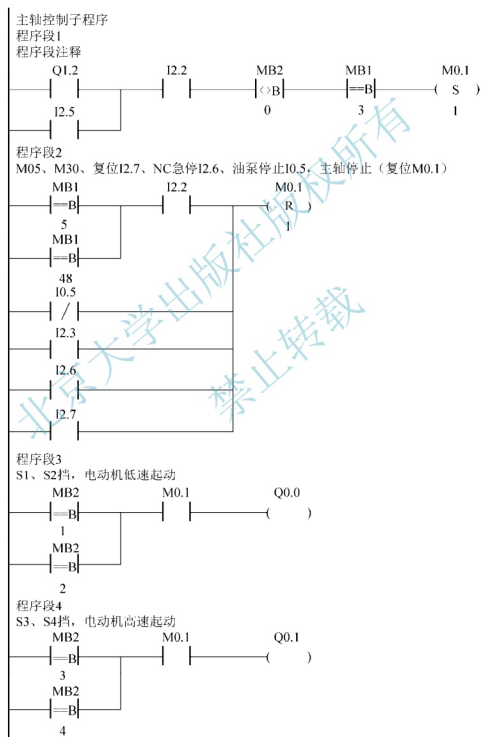 主轴控制子程序
程序段1
程序段注释
Q1.2 I2.2 MB2 MB1 M0.1
<>B ==B S
I2.5 0 3 1
程序段2
M05、M30、复位I2.7、NC急停I2.6、油泵停止I0.5，主轴停止（复位M0.1）
MB1 I2.2 M0.1
==B R
5 1
MB1
==B
48
I0.5
/
I2.3
I2.6
I2.7
程序段3
S1、S2挡，电动机低速起动
MB2 M0.1 Q0.0
==B ( )
1
MB2
==B
2
程序段4
S3、S4挡，电动机高速起动
MB2 M0.1 Q0.1
==B ( )
3
MB2
==B
4
北京大学出版社版权所有
禁止转载